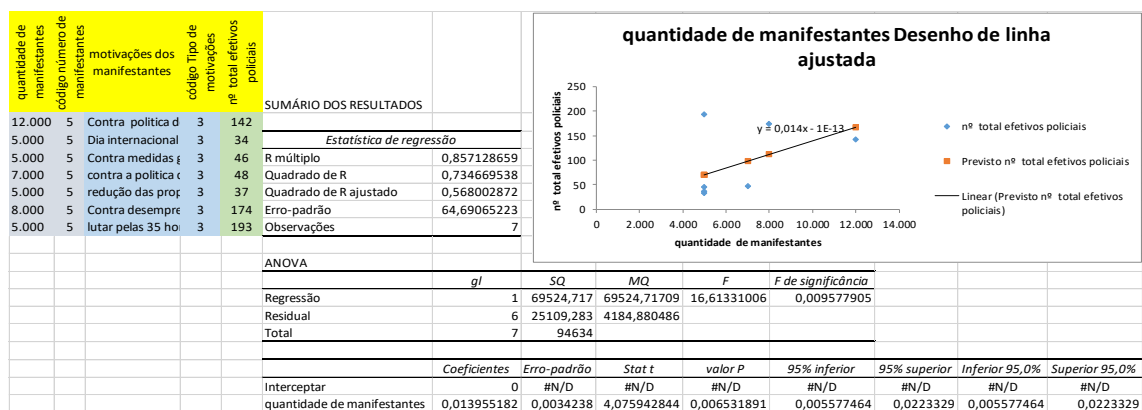 quantidade de manifestantes
código número de manifestantes
motivações dos manifestantes
código Tipo de motivações
nº total efetivos policiais
12.000 5 Contra politica d 3 142
5.000 5 Dia internacional 3 34
5.000 5 Contra medidas g 3 46
7.000 5 contra a politica d 3 48
5.000 5 redução das prop 3 37
8.000 5 Contra desempre 3 174
5.000 5 lutar pelas 35 hor 3 193
SUMÁRIO DOS RESULTADOS
Estatística de regressão
R múltiplo 0,857128659
Quadrado de R 0,734669538
Quadrado de R ajustado 0,568002872
Erro-padrão 64,69065223
Observações 7
quantidade de manifestantes Desenho de linha
ajustada
nº total efetivos policiais
250
200
150
100
50
0
y = 0,014x - 1E-13
0 2.000 4.000 6.000 8.000 10.000 12.000 14.000
quantidade de manifestantes
nº total efetivos policiais
Previsto nº total efetivos policiais
Linear (Previsto nº total efetivos
policiais)
ANOVA
gl SQ MQ F F de significância
Regressão 1 69524,717 69524,71709 16,61331006 0,009577905
Residual 6 25109,283 4184,880486
Total 7 94634
Coeficientes Erro-padrão Stat t valor P 95% inferior 95% superior Inferior 95,0% Superior 95,0%
Interceptar 0 #N/D #N/D #N/D #N/D #N/D #N/D #N/D
quantidade de manifestantes 0,013955182 0,0034238 4,075942844 0,006531891 0,005577464 0,0223329 0,005577464 0,0223329